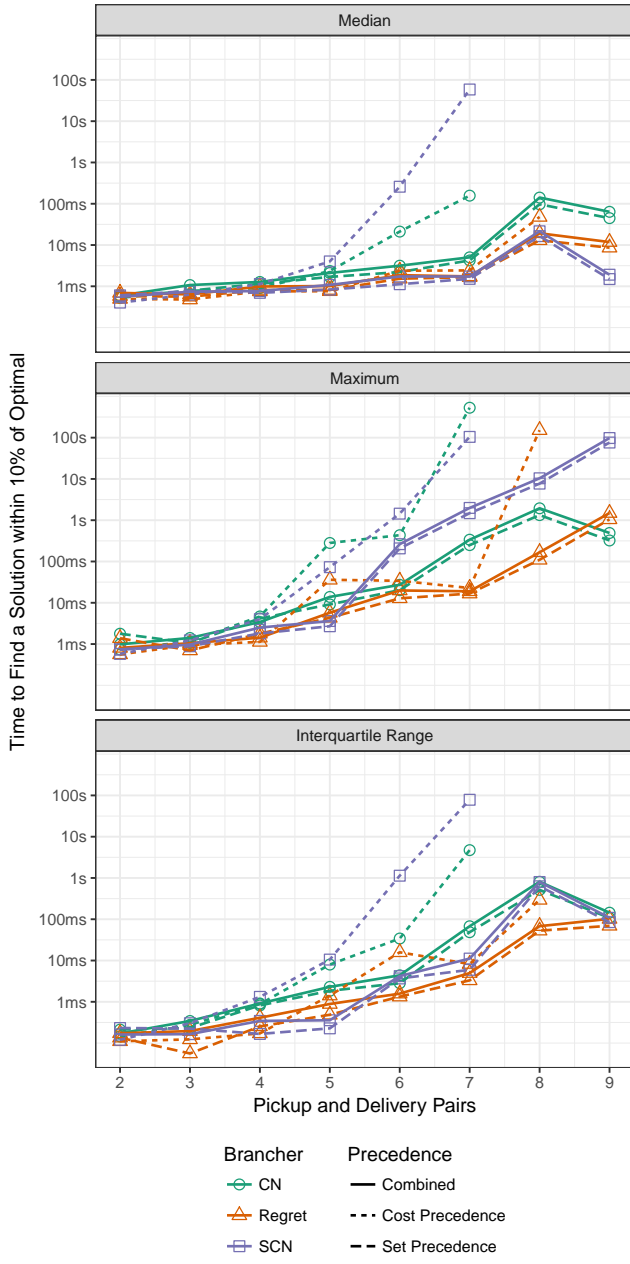 Median
100s
10s
1s
100ms
10ms
1ms
Time to Find a Solution within 10% of Optimal
Maximum
100s
10s
1s
100ms
10ms
1ms
Interquartile Range
100s
10s
1s
100ms
10ms
1ms
2 3 4 5 6 7 8 9
Pickup and Delivery Pairs
Brancher Precedence
CN Combined
Regret Cost Precedence
SCN Set Precedence